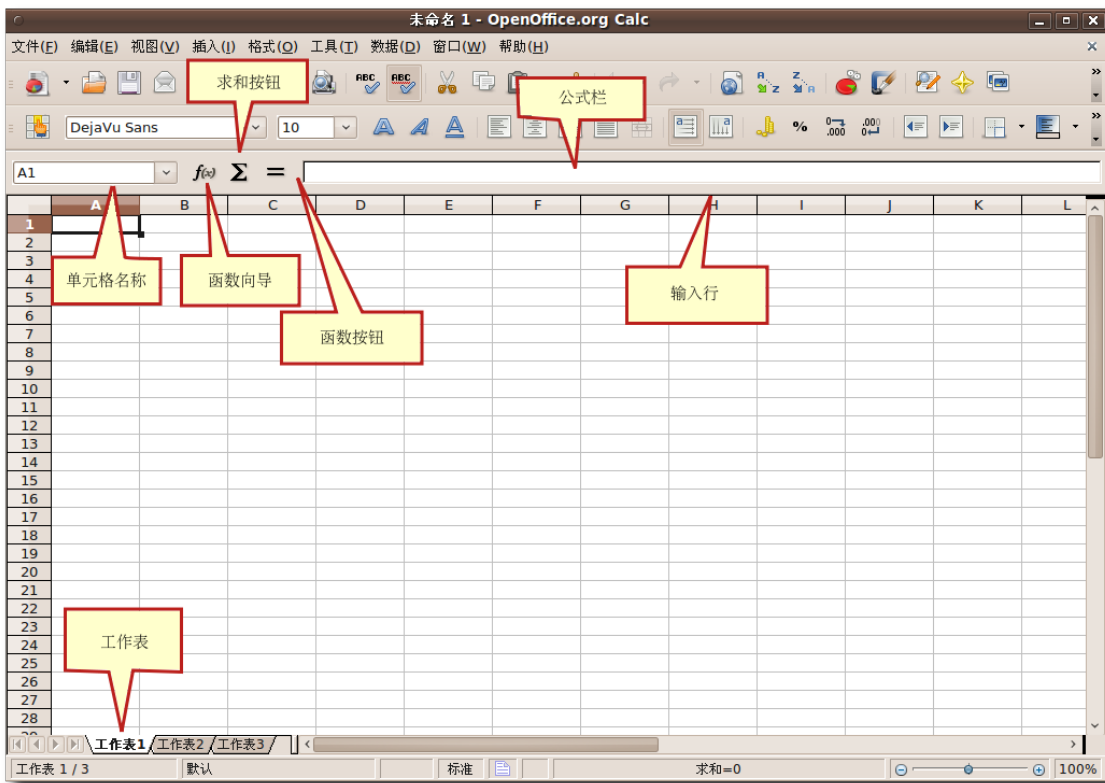 未命名 1 - OpenOffice.org Calc
文件(F) 编辑(E) 视图(V) 插入(I) 格式(O) 工具(T) 数据(D) 窗口(W) 帮助(H)
求和按钮
公式栏
DejaVu Sans 10
A1
A B C D E F G H I J K L
1
2
3
4
5
6
7
8
9
10
11
12
13
14
15
16
17
18
19
20
21
22
23
24
25
26
27
28
单元格名称
函数向导
输入行
函数按钮
工作表
工作表1 工作表2 工作表3
工作表 1 / 3 默认 标准 求和=0 100%